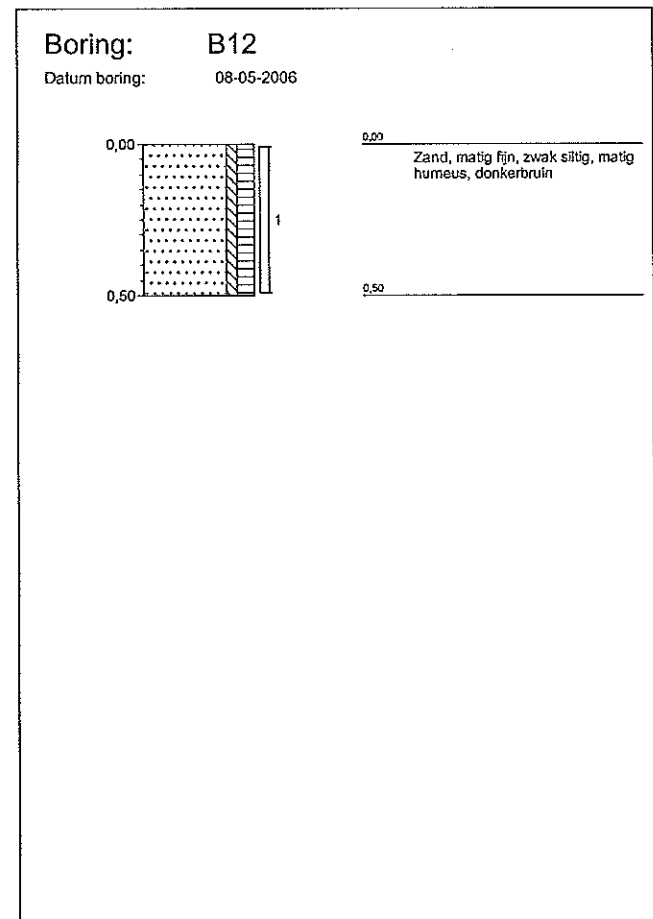 Boring: B12
Datum boring: 08-05-2006
0,00
0,50
1
0,00
Zand, matig fijn, zwak siltig, matig
humeus, donkerbruin
0,50